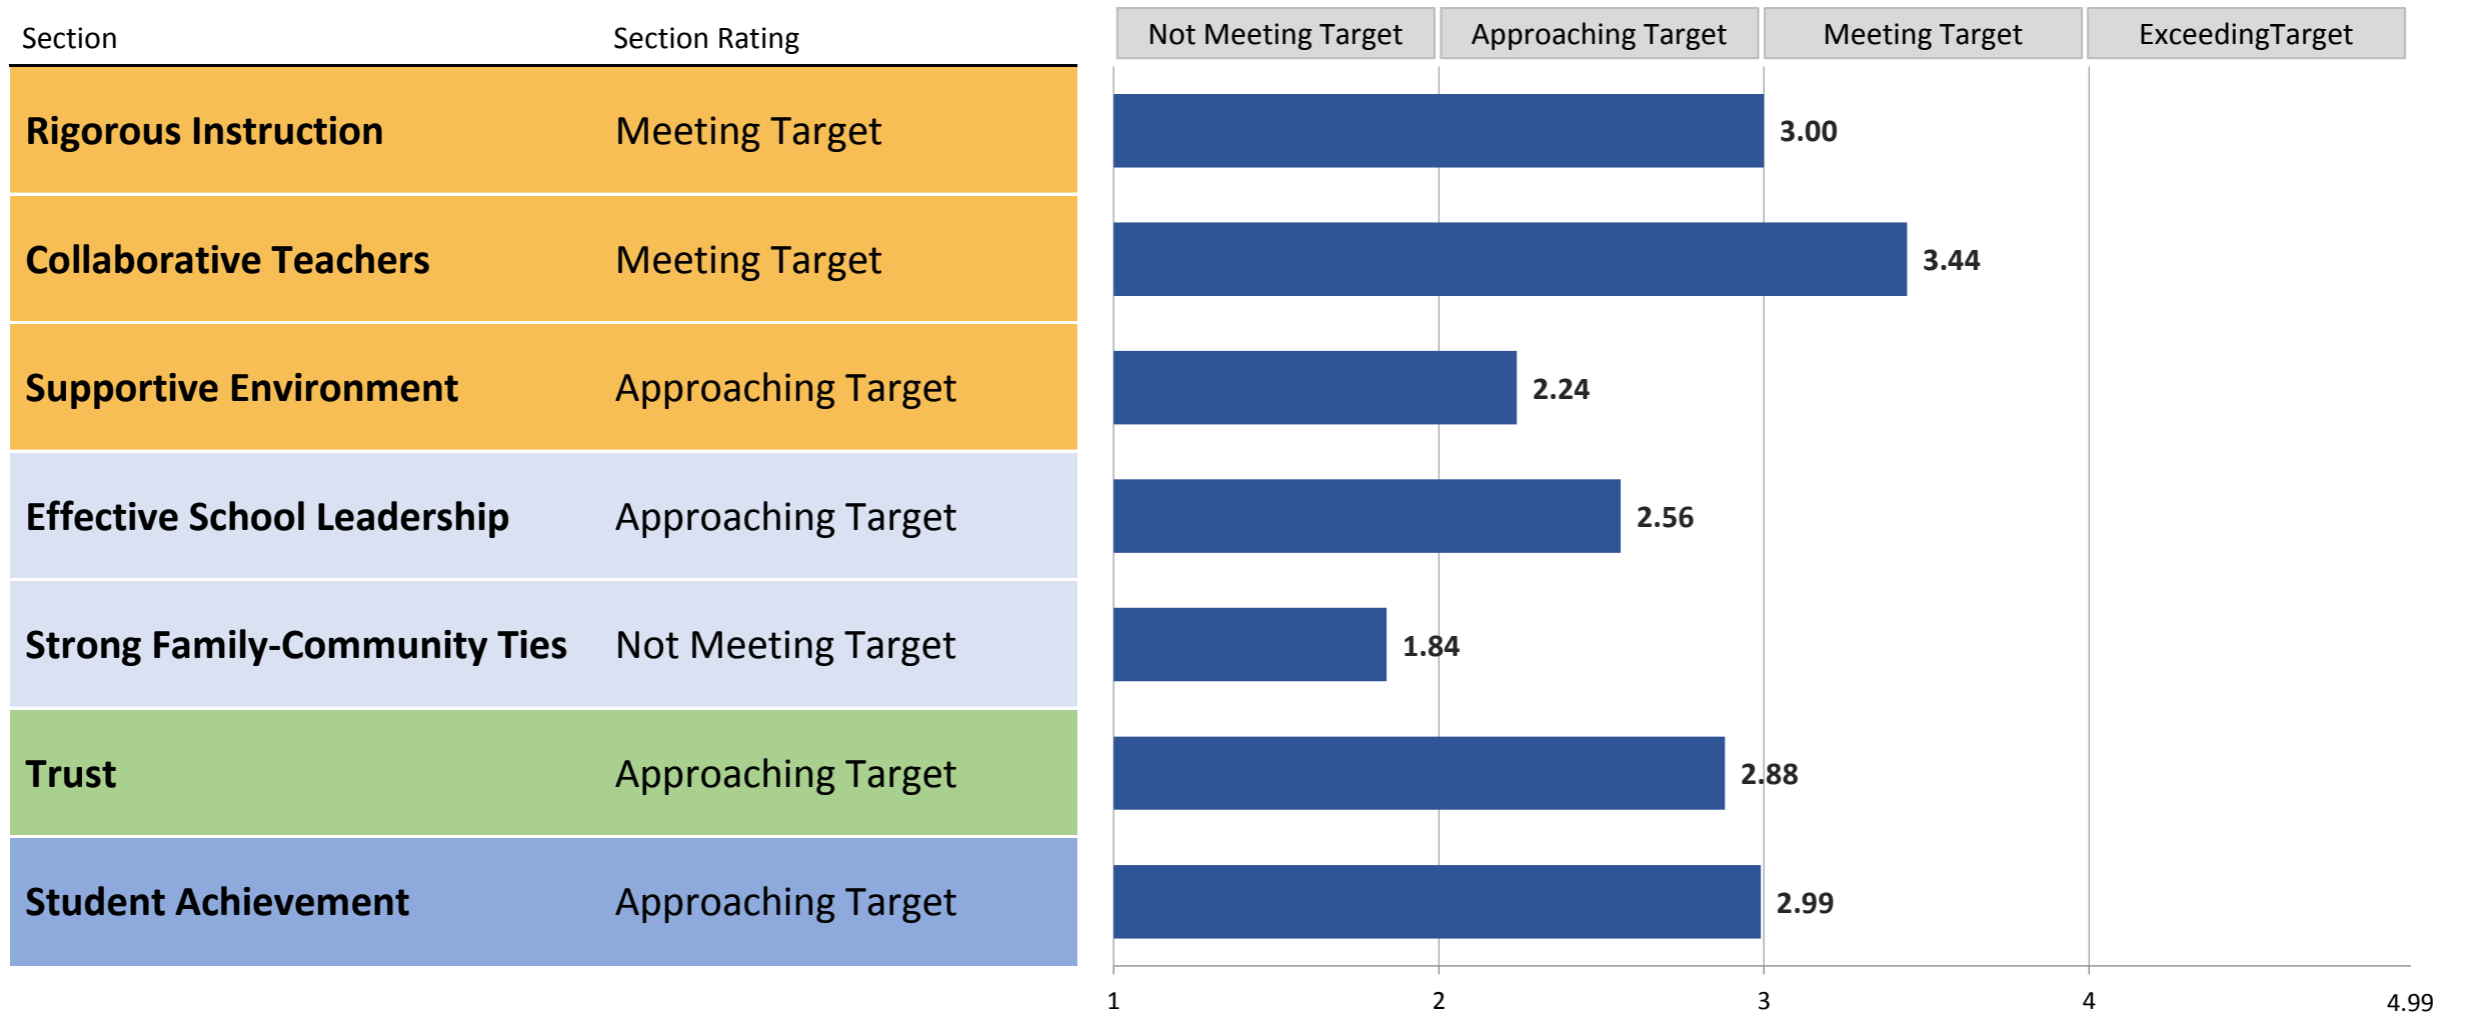 Section Section Rating Not Meeting Target Approaching Target Meeting Target ExceedingTarget
Rigorous Instruction Meeting Target 3.00
Collaborative Teachers Meeting Target 3.44
Supportive Environment Approaching Target 2.24
Effective School Leadership Approaching Target 2.56
Strong Family-Community Ties Not Meeting Target 1.84
Trust Approaching Target 2.88
Student Achievement Approaching Target 2.99
1 2 3 4 4.99